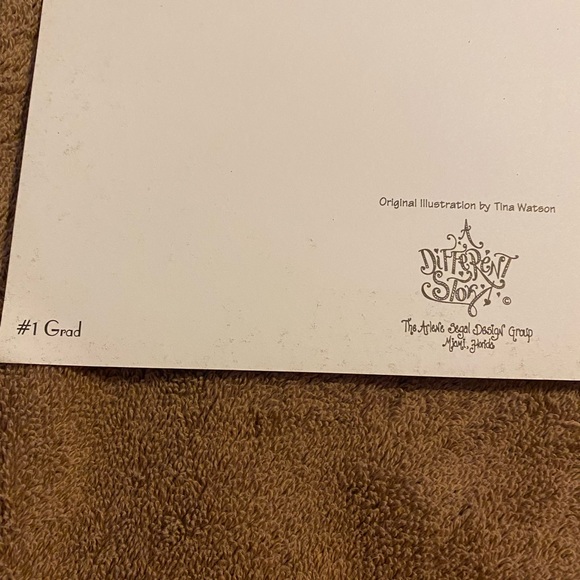 Original Illustration by Tina Watson
A
DiFFERENT
StoRY ©
The Arlene Segal Design Group
Miami, Florida
#1 Grad